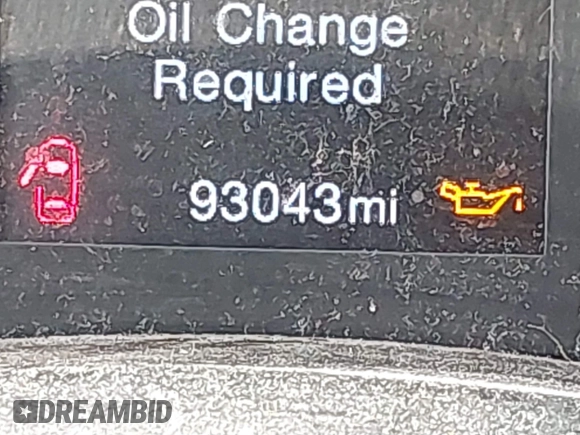 Oil Change
Required
93043mi
DREAMBID